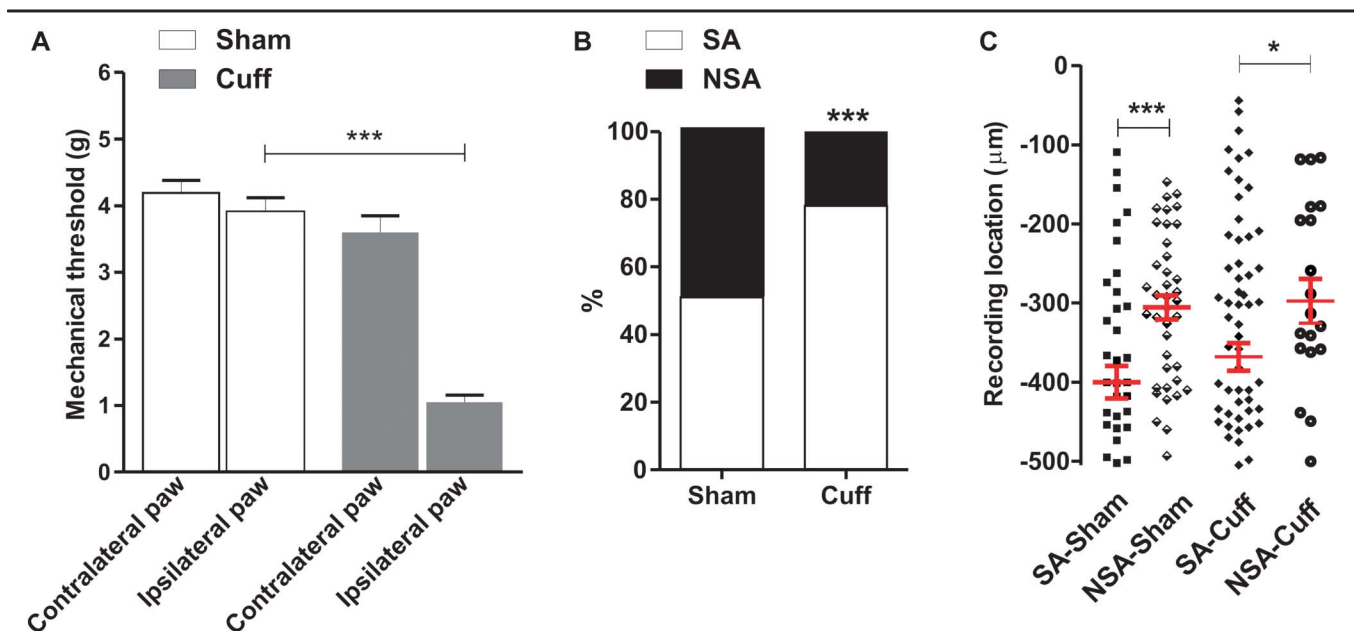 A
Sham
Cuff
Mechanical threshold (g)
6
5
4
3
2
1
0
***
Contralateral paw
Ipsilateral paw
Contralateral paw
Ipsilateral paw
B
SA
NSA
%
100
80
60
40
20
0
***
Sham
Cuff
C
Recording location (μm)
0
-100
-200
-300
-400
-500
***
*
SA-Sham
NSA-Sham
SA-Cuff
NSA-Cuff